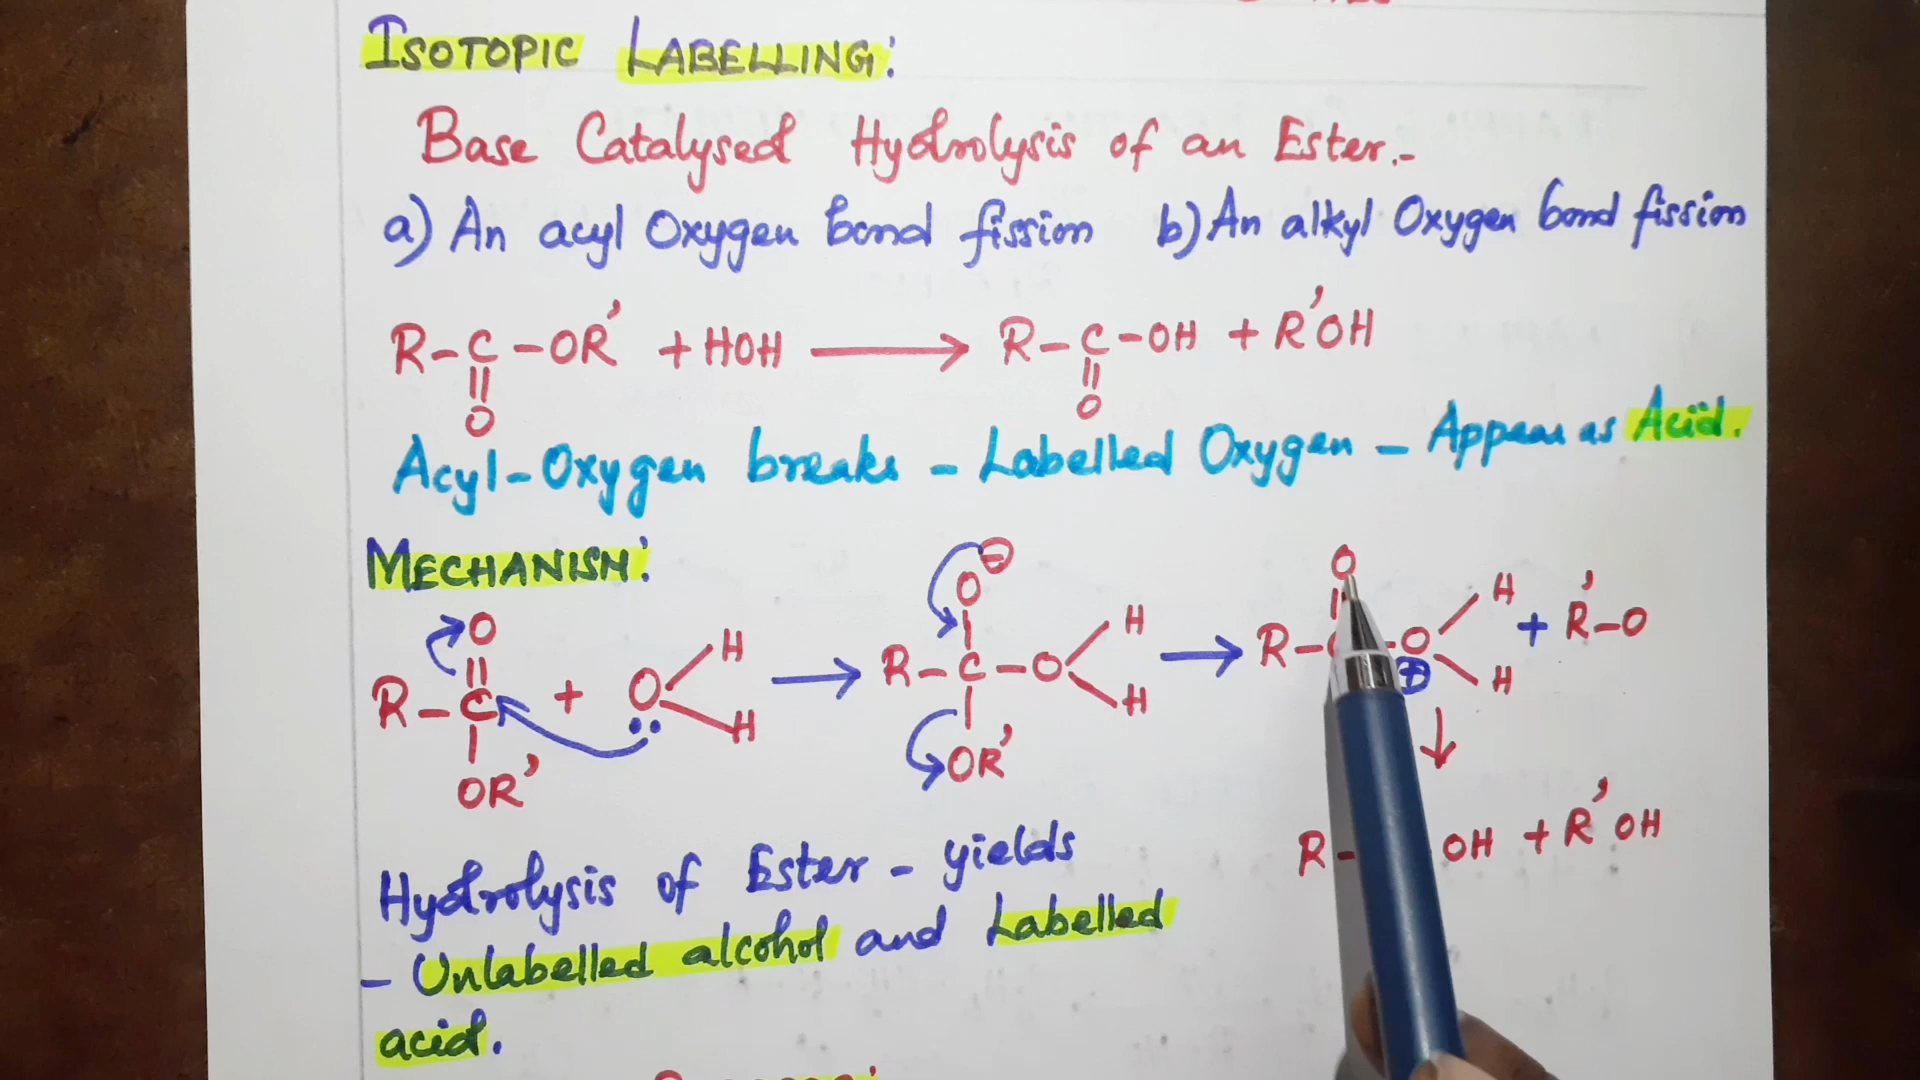 ISOTOPIC LABELLING:
Base Catalysed Hydrolysis of an Ester.-
a) An acyl Oxygen bond fission b) An alkyl Oxygen bond fission
R-C-OR' + HOH → R-C-OH + R'OH
O O
Acyl-Oxygen breaks - Labelled Oxygen - Appear as Acid.
MECHANISM:
O O⊖ O
R-C + O H H → R-C-O H H → R- -O H H + R'-O
⊕
OR' OR'
R- OH + R'OH
Hydrolysis of Ester - yields
- Unlabelled alcohol and Labelled
acid.